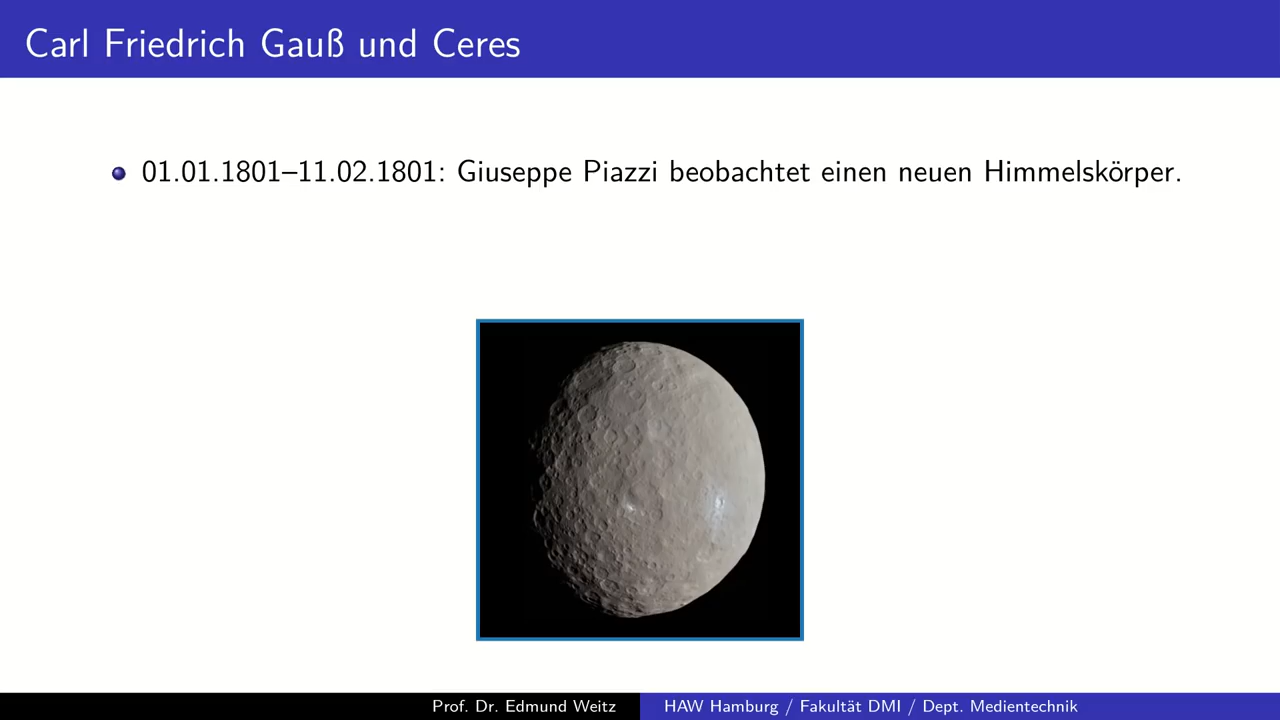 Carl Friedrich Gauß und Ceres
01.01.1801–11.02.1801: Giuseppe Piazzi beobachtet einen neuen Himmelskörper.
Prof. Dr. Edmund Weitz
HAW Hamburg / Fakultät DMI / Dept. Medientechnik